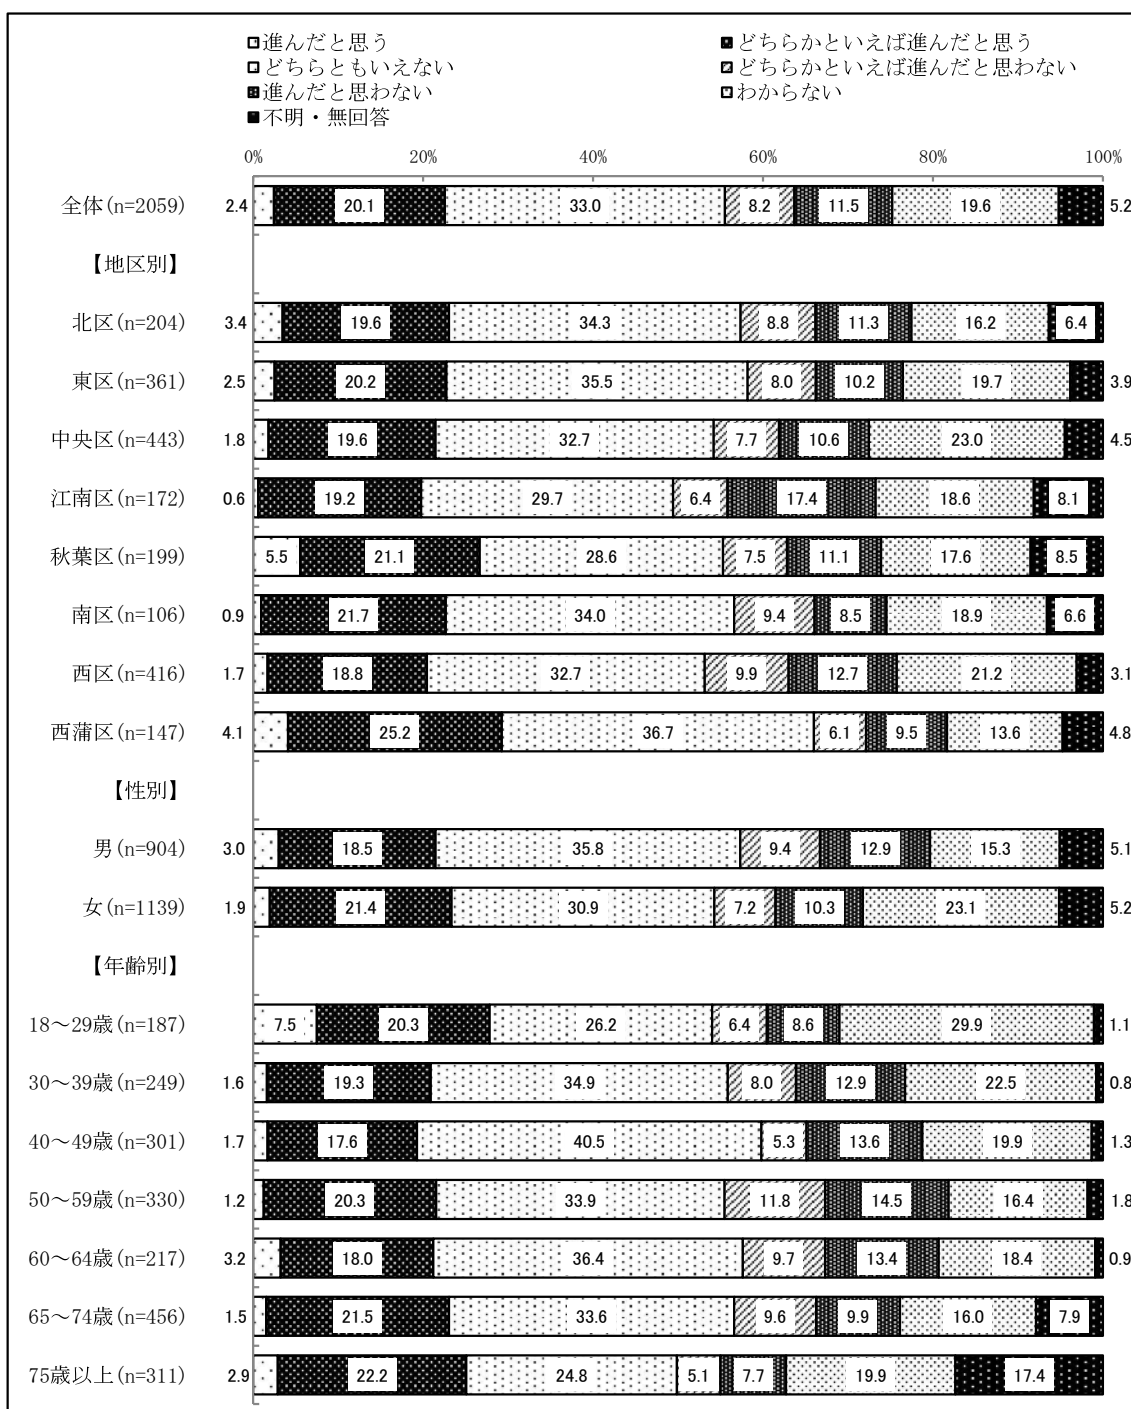 進んだと思う どちらかといえば進んだと思う
どちらともいえない どちらかといえば進んだと思わない
進んだと思わない わからない
不明・無回答
0% 20% 40% 60% 80% 100%
全体(n=2059) 2.4 20.1 33.0 8.2 11.5 19.6 5.2
【地区別】
北区(n=204) 3.4 19.6 34.3 8.8 11.3 16.2 6.4
東区(n=361) 2.5 20.2 35.5 8.0 10.2 19.7 3.9
中央区(n=443) 1.8 19.6 32.7 7.7 10.6 23.0 4.5
江南区(n=172) 0.6 19.2 29.7 6.4 17.4 18.6 8.1
秋葉区(n=199) 5.5 21.1 28.6 7.5 11.1 17.6 8.5
南区(n=106) 0.9 21.7 34.0 9.4 8.5 18.9 6.6
西区(n=416) 1.7 18.8 32.7 9.9 12.7 21.2 3.1
西蒲区(n=147) 4.1 25.2 36.7 6.1 9.5 13.6 4.8
【性別】
男(n=904) 3.0 18.5 35.8 9.4 12.9 15.3 5.1
女(n=1139) 1.9 21.4 30.9 7.2 10.3 23.1 5.2
【年齢別】
18～29歳(n=187) 7.5 20.3 26.2 6.4 8.6 29.9 1.1
30～39歳(n=249) 1.6 19.3 34.9 8.0 12.9 22.5 0.8
40～49歳(n=301) 1.7 17.6 40.5 5.3 13.6 19.9 1.3
50～59歳(n=330) 1.2 20.3 33.9 11.8 14.5 16.4 1.8
60～64歳(n=217) 3.2 18.0 36.4 9.7 13.4 18.4 0.9
65～74歳(n=456) 1.5 21.5 33.6 9.6 9.9 16.0 7.9
75歳以上(n=311) 2.9 22.2 24.8 5.1 7.7 19.9 17.4